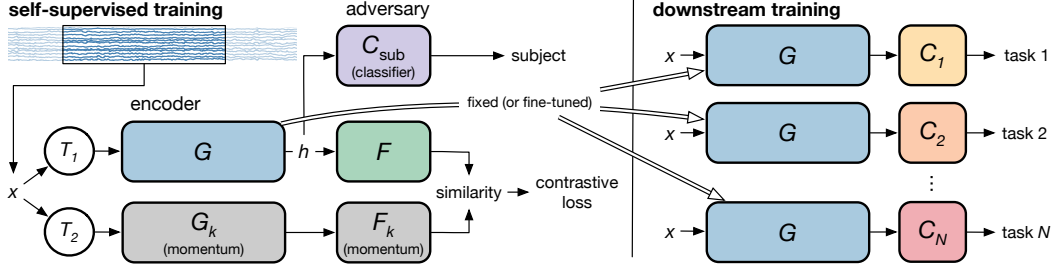 self-supervised training
adversary
C_sub
(classifier)
subject
encoder
T_1
G
h
F
x
similarity
contrastive
loss
T_2
G_k
(momentum)
F_k
(momentum)
fixed (or fine-tuned)
downstream training
x
G
C_1
task 1
x
G
C_2
task 2
⋮
x
G
C_N
task N